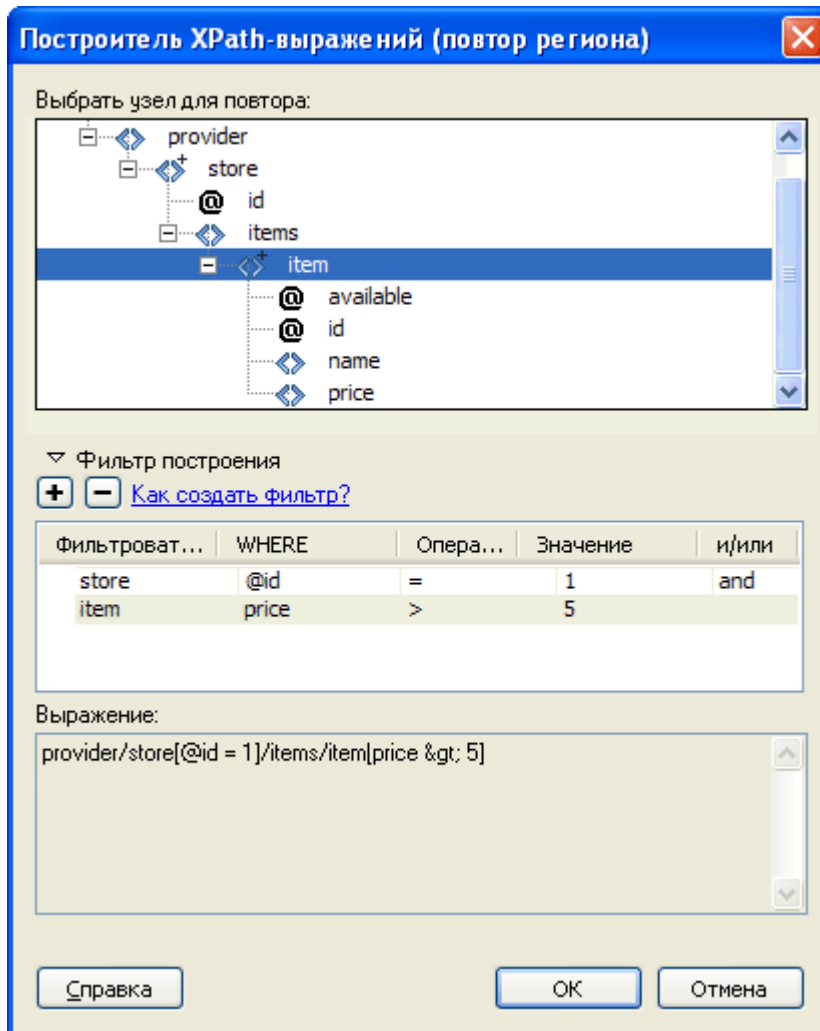 Построитель XPath-выражений (повтор региона)
Выбрать узел для повтора:
provider
store
@ id
items
item
@ available
@ id
name
price
Фильтр построения
+ − Как создать фильтр?
Фильтроват... WHERE Опера... Значение и/или
store @id = 1 and
item price > 5
Выражение:
provider/store[@id = 1]/items/item[price &gt; 5]
Справка ОК Отмена